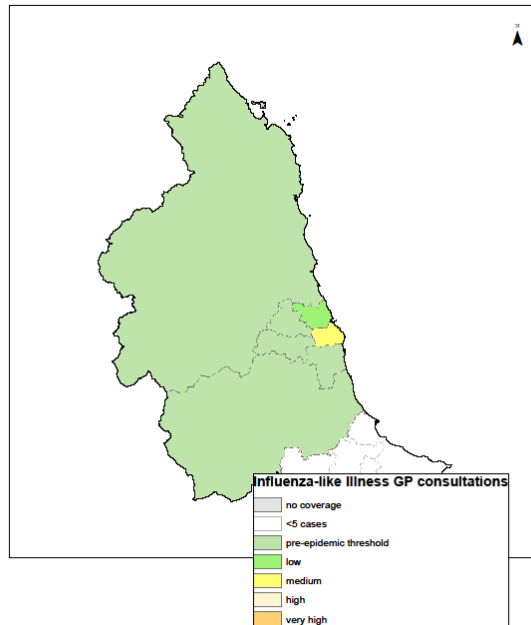 Influenza-like Illness GP consultations
no coverage
<5 cases
pre-epidemic threshold
low
medium
high
very high